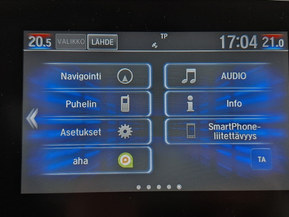 TP
20.5 VALIKKO LÄHDE 17:04 21.0
Navigointi
AUDIO
Puhelin
Info
Asetukset
SmartPhone-
liitettävyys
aha
TA